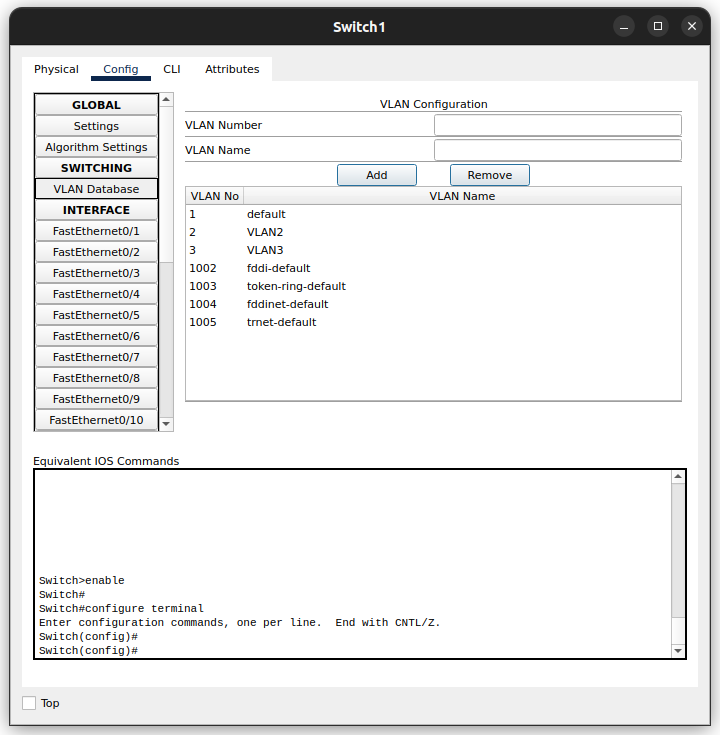 Switch1
Physical Config CLI Attributes
GLOBAL
Settings
Algorithm Settings
SWITCHING
VLAN Database
INTERFACE
FastEthernet0/1
FastEthernet0/2
FastEthernet0/3
FastEthernet0/4
FastEthernet0/5
FastEthernet0/6
FastEthernet0/7
FastEthernet0/8
FastEthernet0/9
FastEthernet0/10
VLAN Configuration
VLAN Number
VLAN Name
Add Remove
VLAN No VLAN Name
1 default
2 VLAN2
3 VLAN3
1002 fddi-default
1003 token-ring-default
1004 fddinet-default
1005 trnet-default
Equivalent IOS Commands
Switch>enable
Switch#
Switch#configure terminal
Enter configuration commands, one per line.  End with CNTL/Z.
Switch(config)#
Switch(config)#
Top